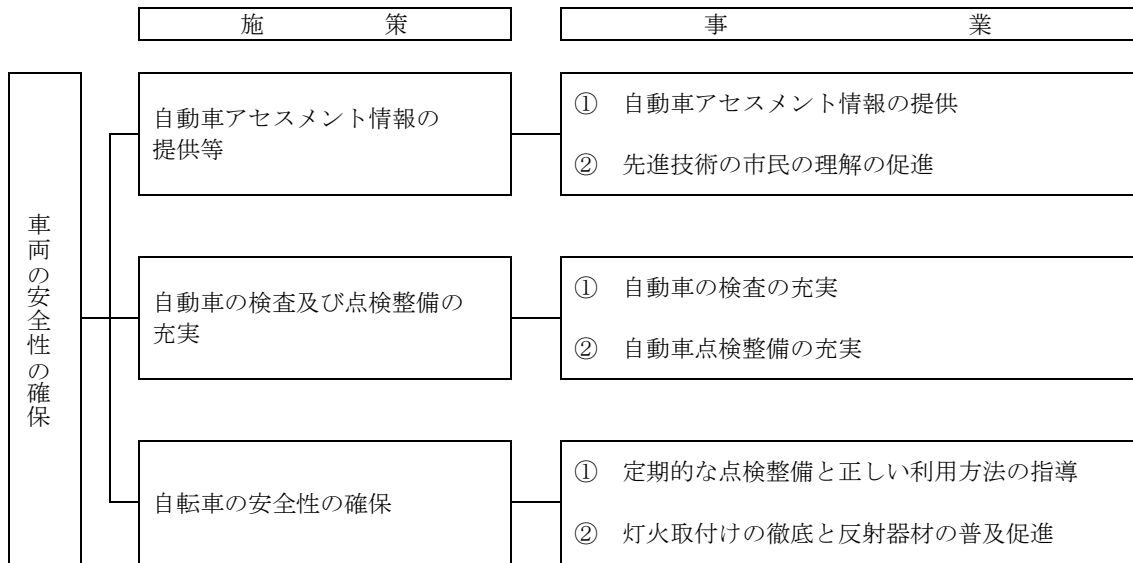 施 策
事 業
車両の安全性の確保
自動車アセスメント情報の
提供等
① 自動車アセスメント情報の提供
② 先進技術の市民の理解の促進
自動車の検査及び点検整備の
充実
① 自動車の検査の充実
② 自動車点検整備の充実
自転車の安全性の確保
① 定期的な点検整備と正しい利用方法の指導
② 灯火取付けの徹底と反射器材の普及促進